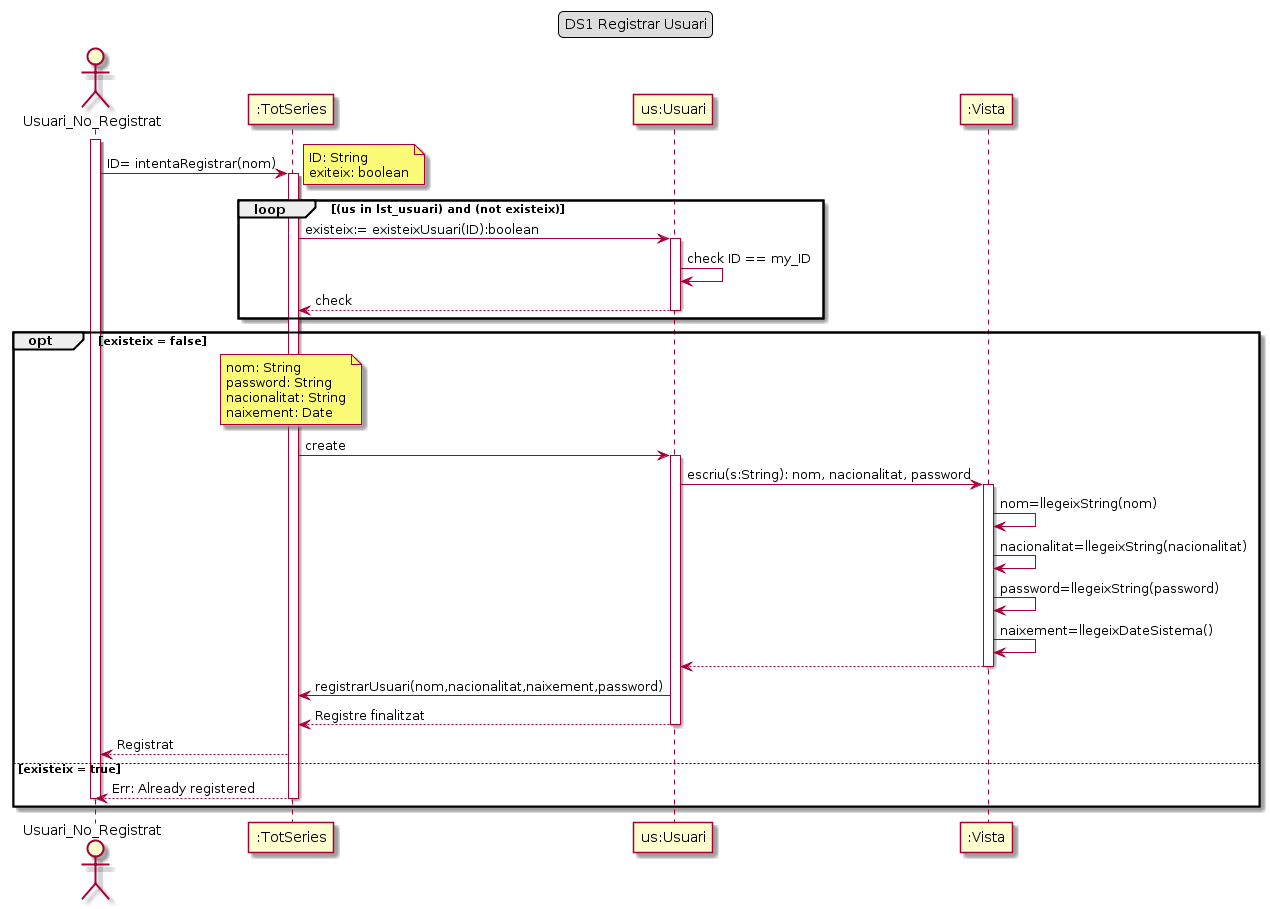 DS1 Registrar Usuari
Usuari_No_Registrat
:TotSeries
us:Usuari
:Vista
ID= intentaRegistrar(nom)
ID: String
exiteix: boolean
loop
[(us in lst_usuari) and (not existeix)]
existeix:= existeixUsuari(ID):boolean
check ID == my_ID
check
opt
[existeix = false]
nom: String
password: String
nacionalitat: String
naixement: Date
create
escriu(s:String): nom, nacionalitat, password
nom=llegeixString(nom)
nacionalitat=llegeixString(nacionalitat)
password=llegeixString(password)
naixement=llegeixDateSistema()
registrarUsuari(nom,nacionalitat,naixement,password)
Registre finalitzat
Registrat
[existeix = true]
Err: Already registered
Usuari_No_Registrat
:TotSeries
us:Usuari
:Vista